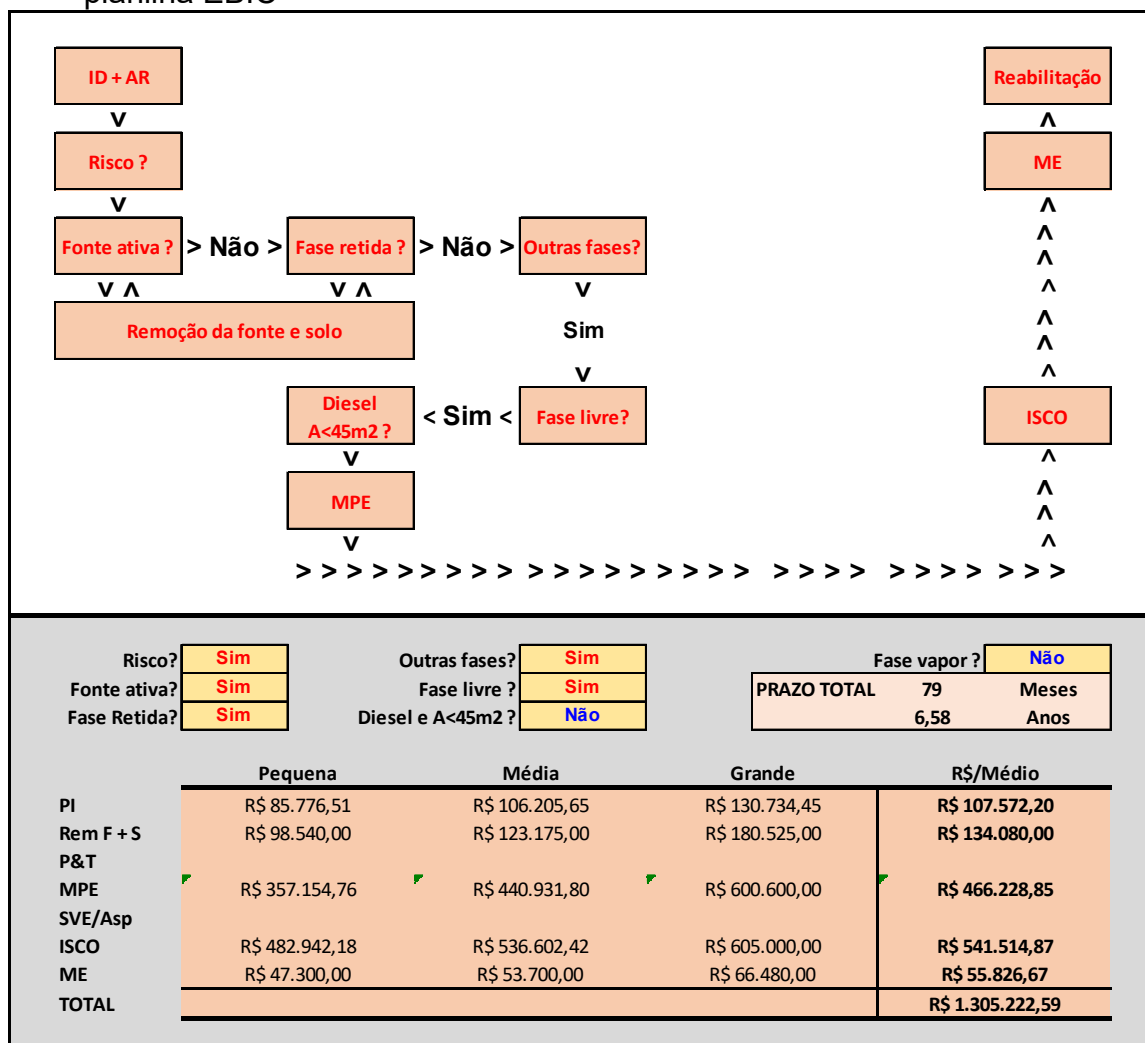 planilha EBIC
ID + AR
Reabilitação
V
Λ
Risco ?
ME
V
Λ
Fonte ativa ? > Não > Fase retida ? > Não > Outras fases?
Λ
Λ
V Λ V Λ V
Λ
Remoção da fonte e solo
Sim
Λ
Λ
V
Λ
Diesel
A<45m2 ?
< Sim <
Fase livre?
ISCO
V
Λ
MPE
Λ
Λ
V
Λ
> > > > > > > > > > > > > > > > > > > > > > > > > > > > >
Risco? Sim Outras fases? Sim Fase vapor ? Não
Fonte ativa? Sim Fase livre ? Sim PRAZO TOTAL 79 Meses
Fase Retida? Sim Diesel e A<45m2 ? Não 6,58 Anos
Pequena Média Grande R$/Médio
PI R$ 85.776,51 R$ 106.205,65 R$ 130.734,45 R$ 107.572,20
Rem F + S R$ 98.540,00 R$ 123.175,00 R$ 180.525,00 R$ 134.080,00
P&T
MPE R$ 357.154,76 R$ 440.931,80 R$ 600.600,00 R$ 466.228,85
SVE/Asp
ISCO R$ 482.942,18 R$ 536.602,42 R$ 605.000,00 R$ 541.514,87
ME R$ 47.300,00 R$ 53.700,00 R$ 66.480,00 R$ 55.826,67
TOTAL R$ 1.305.222,59